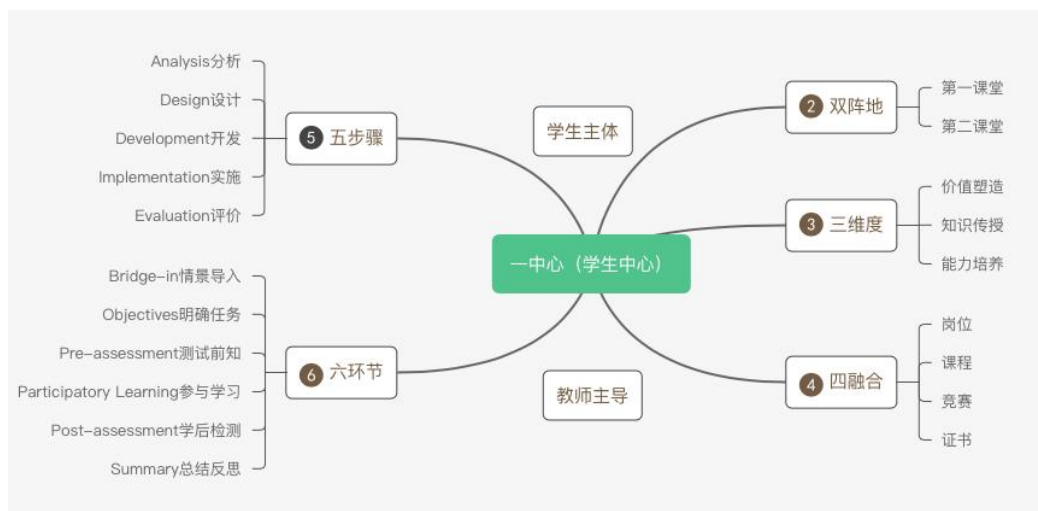 一中心（学生中心）
学生主体
教师主导
2 双阵地
第一课堂
第二课堂
3 三维度
价值塑造
知识传授
能力培养
4 四融合
岗位
课程
竞赛
证书
5 五步骤
Analysis分析
Design设计
Development开发
Implementation实施
Evaluation评价
6 六环节
Bridge-in情景导入
Objectives明确任务
Pre-assessment测试前知
Participatory Learning参与学习
Post-assessment学后检测
Summary总结反思